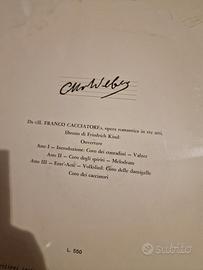 CMvWeber
Da «IL FRANCO CACCIATORE», opera romantica in tre atti,
libretto di Friedrich Kind:
Ouverture
Atto I — Introduzione: Coro dei contadini — Valzer
Atto II — Coro degli spiriti — Melodram
Atto III — Entr'Acte — Volkslied: Coro delle damigelle
Coro dei cacciatori
L. 550
subito